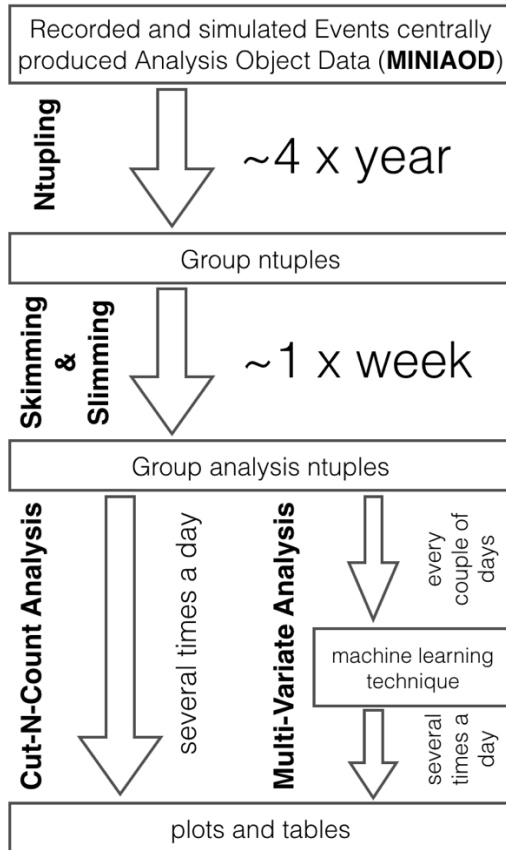 Recorded and simulated Events centrally
produced Analysis Object Data (MINIAOD)
Ntupling
~4 x year
Group ntuples
Skimming
&
Slimming
~1 x week
Group analysis ntuples
Cut-N-Count Analysis
several times a day
Multi-Variate Analysis
every
couple of
days
machine learning
technique
several
times a
day
plots and tables